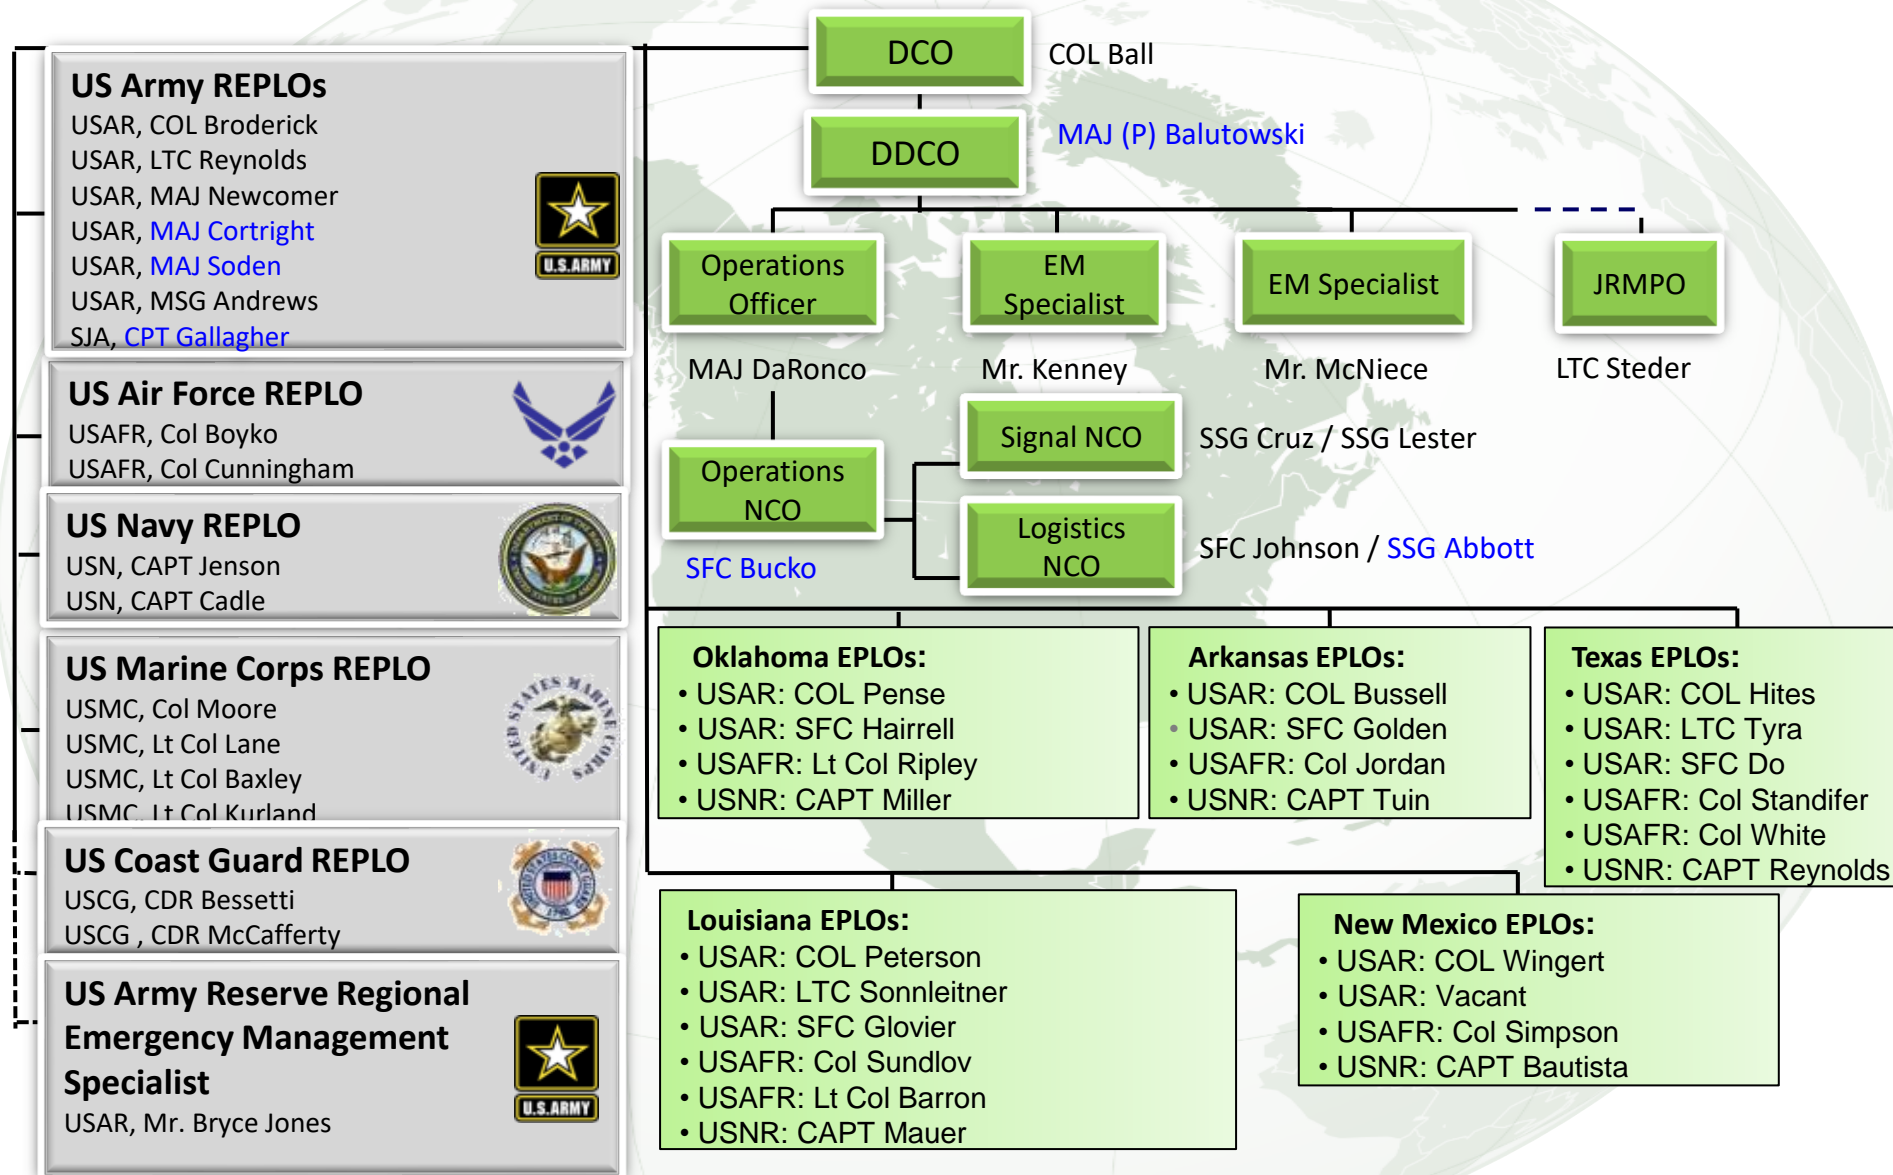 DCO
COL Ball
DDCO
MAJ (P) Balutowski
Operations
Officer
MAJ DaRonco
EM
Specialist
Mr. Kenney
EM Specialist
Mr. McNiece
JRMPO
LTC Steder
Operations
NCO
SFC Bucko
Signal NCO
SSG Cruz / SSG Lester
Logistics
NCO
SFC Johnson / SSG Abbott
US Army REPLOs
USAR, COL Broderick
USAR, LTC Reynolds
USAR, MAJ Newcomer
USAR, MAJ Cortright
USAR, MAJ Soden
USAR, MSG Andrews
SJA, CPT Gallagher
U.S.ARMY
US Air Force REPLO
USAFR, Col Boyko
USAFR, Col Cunningham
US Navy REPLO
USN, CAPT Jenson
USN, CAPT Cadle
US Marine Corps REPLO
USMC, Col Moore
USMC, Lt Col Lane
USMC, Lt Col Baxley
USMC, Lt Col Kurland
UNITED STATES MARINE CORPS
US Coast Guard REPLO
USCG, CDR Bessetti
USCG , CDR McCafferty
UNITED STATES COAST GUARD
1790
US Army Reserve Regional
Emergency Management
Specialist
USAR, Mr. Bryce Jones
U.S.ARMY
Oklahoma EPLOs:
• USAR: COL Pense
• USAR: SFC Hairrell
• USAFR: Lt Col Ripley
• USNR: CAPT Miller
Arkansas EPLOs:
• USAR: COL Bussell
• USAR: SFC Golden
• USAFR: Col Jordan
• USNR: CAPT Tuin
Texas EPLOs:
• USAR: COL Hites
• USAR: LTC Tyra
• USAR: SFC Do
• USAFR: Col Standifer
• USAFR: Col White
• USNR: CAPT Reynolds
Louisiana EPLOs:
• USAR: COL Peterson
• USAR: LTC Sonnleitner
• USAR: SFC Glovier
• USAFR: Col Sundlov
• USAFR: Lt Col Barron
• USNR: CAPT Mauer
New Mexico EPLOs:
• USAR: COL Wingert
• USAR: Vacant
• USAFR: Col Simpson
• USNR: CAPT Bautista